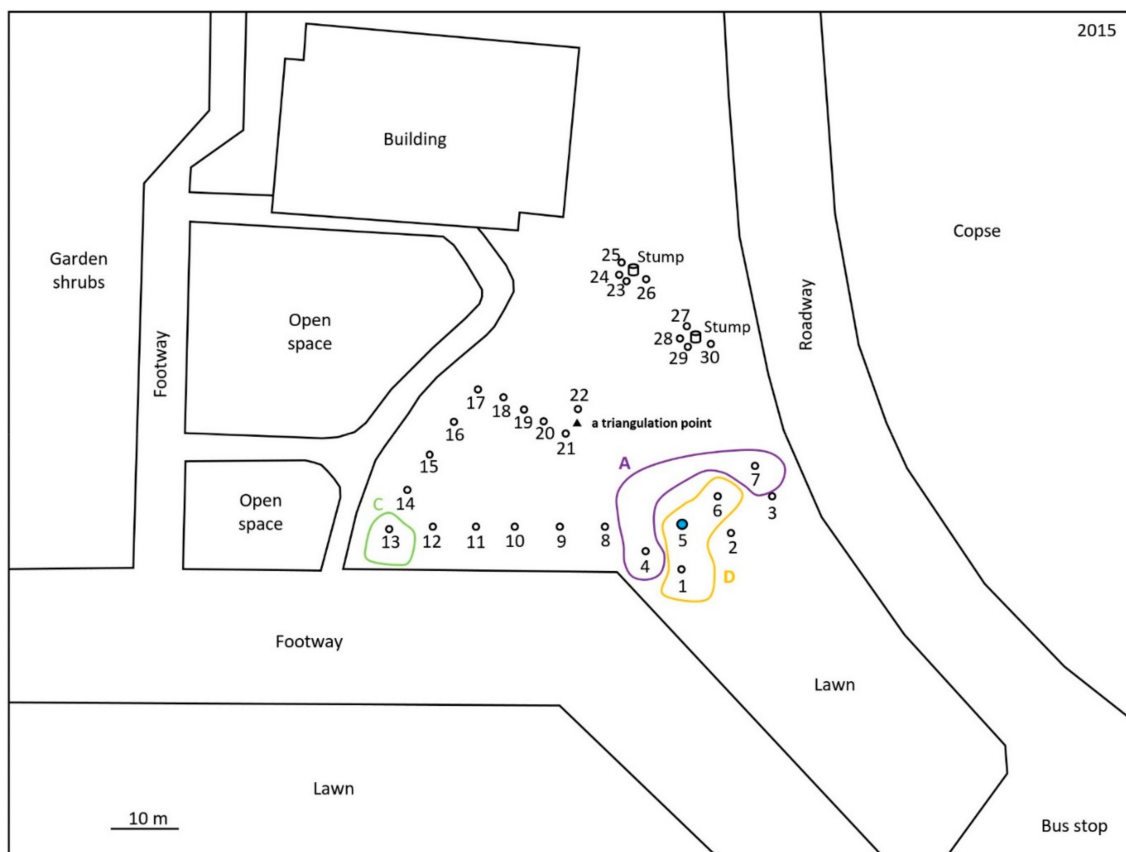 2015
Building
Garden
shrubs
Copse
Stump
25
24
23
26
Roadway
Open
space
Footway
27
Stump
28
29
30
17
18
22
19
a triangulation point
16
20
21
15
A
7
14
Open
space
C
6
3
13
12
11
10
9
8
5
2
4
1
D
Footway
Lawn
Lawn
10 m
Bus stop